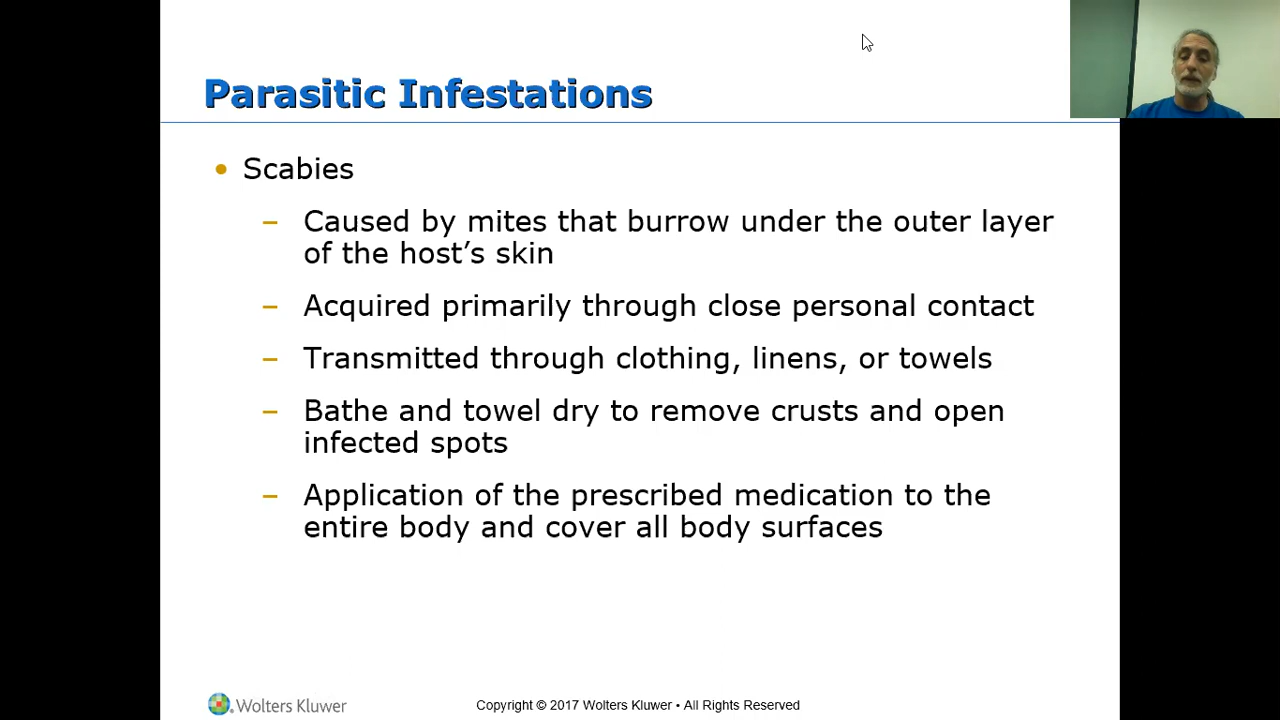 Parasitic Infestations
• Scabies
– Caused by mites that burrow under the outer layer
of the host’s skin
– Acquired primarily through close personal contact
– Transmitted through clothing, linens, or towels
– Bathe and towel dry to remove crusts and open
infected spots
– Application of the prescribed medication to the
entire body and cover all body surfaces
Wolters Kluwer
Copyright © 2017 Wolters Kluwer • All Rights Reserved